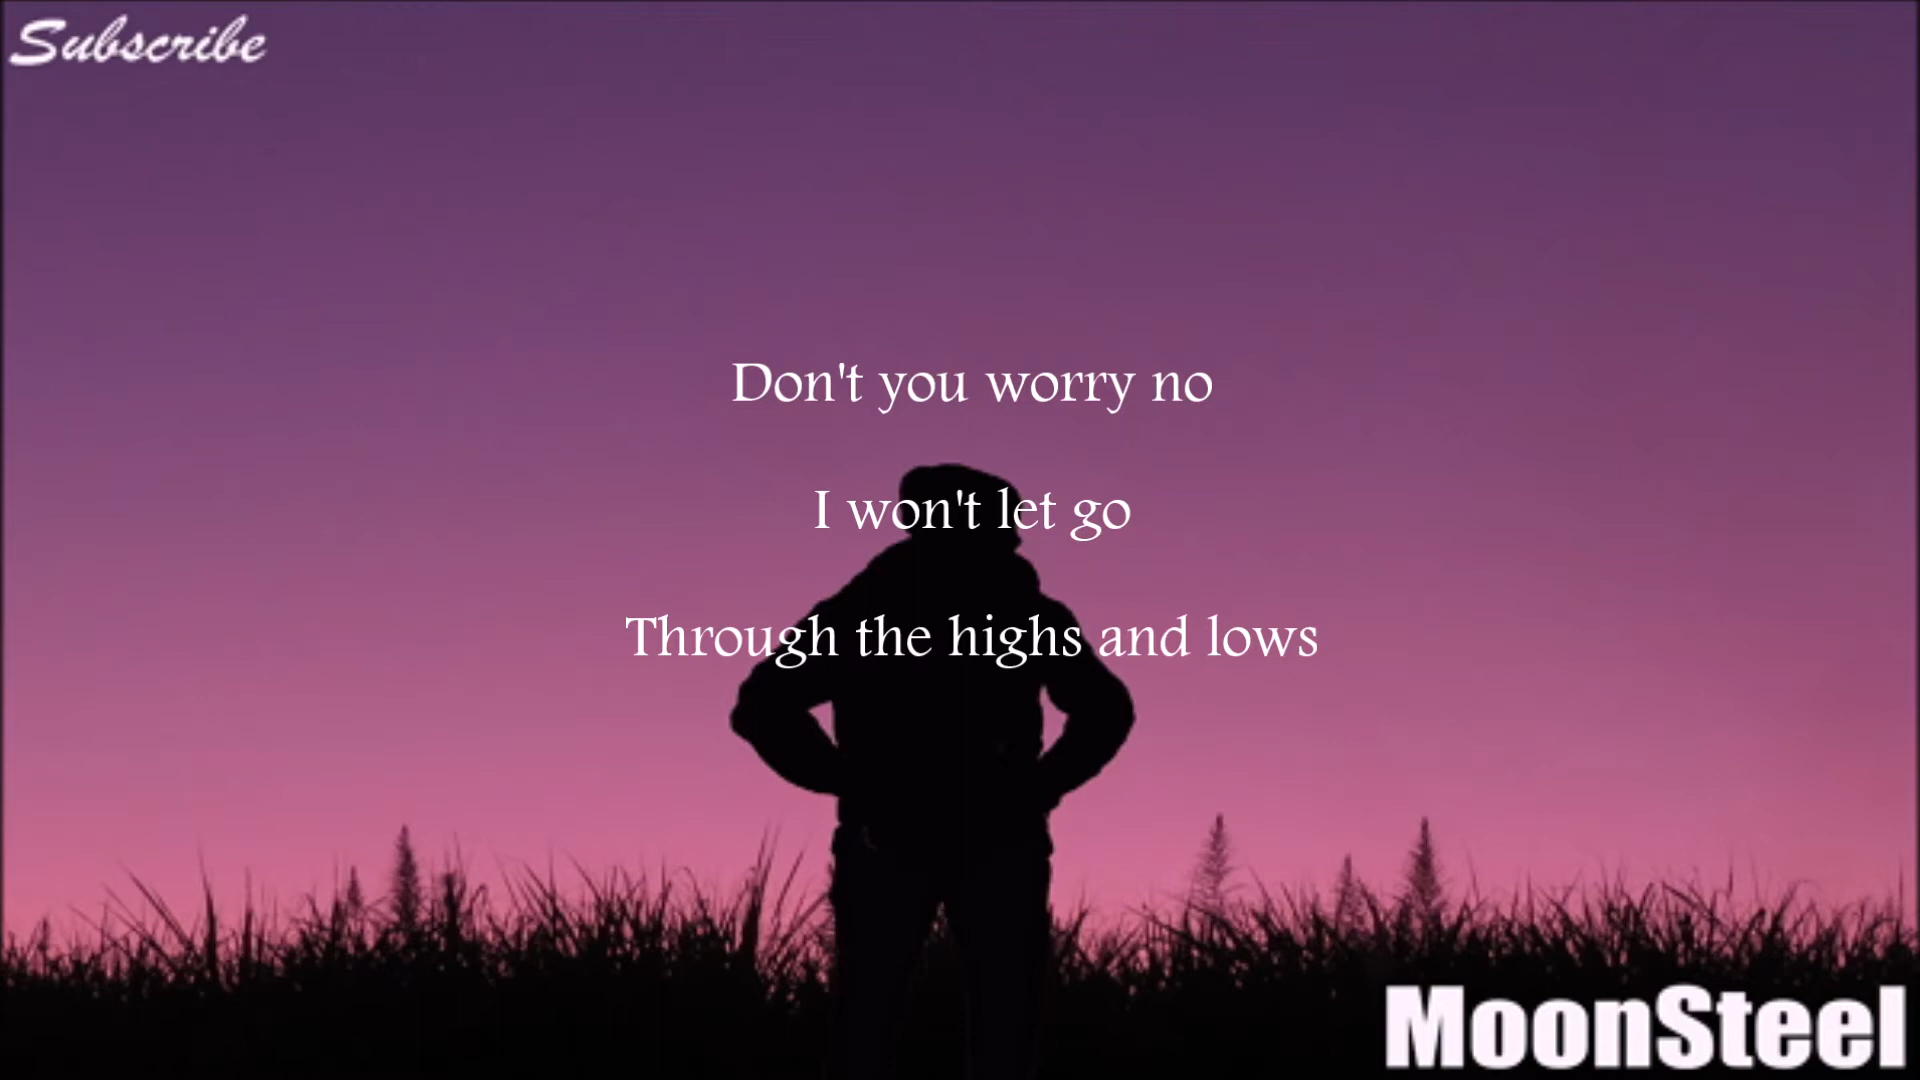 Subscribe
Don't you worry no
I won't let go
Through the highs and lows
MoonSteel